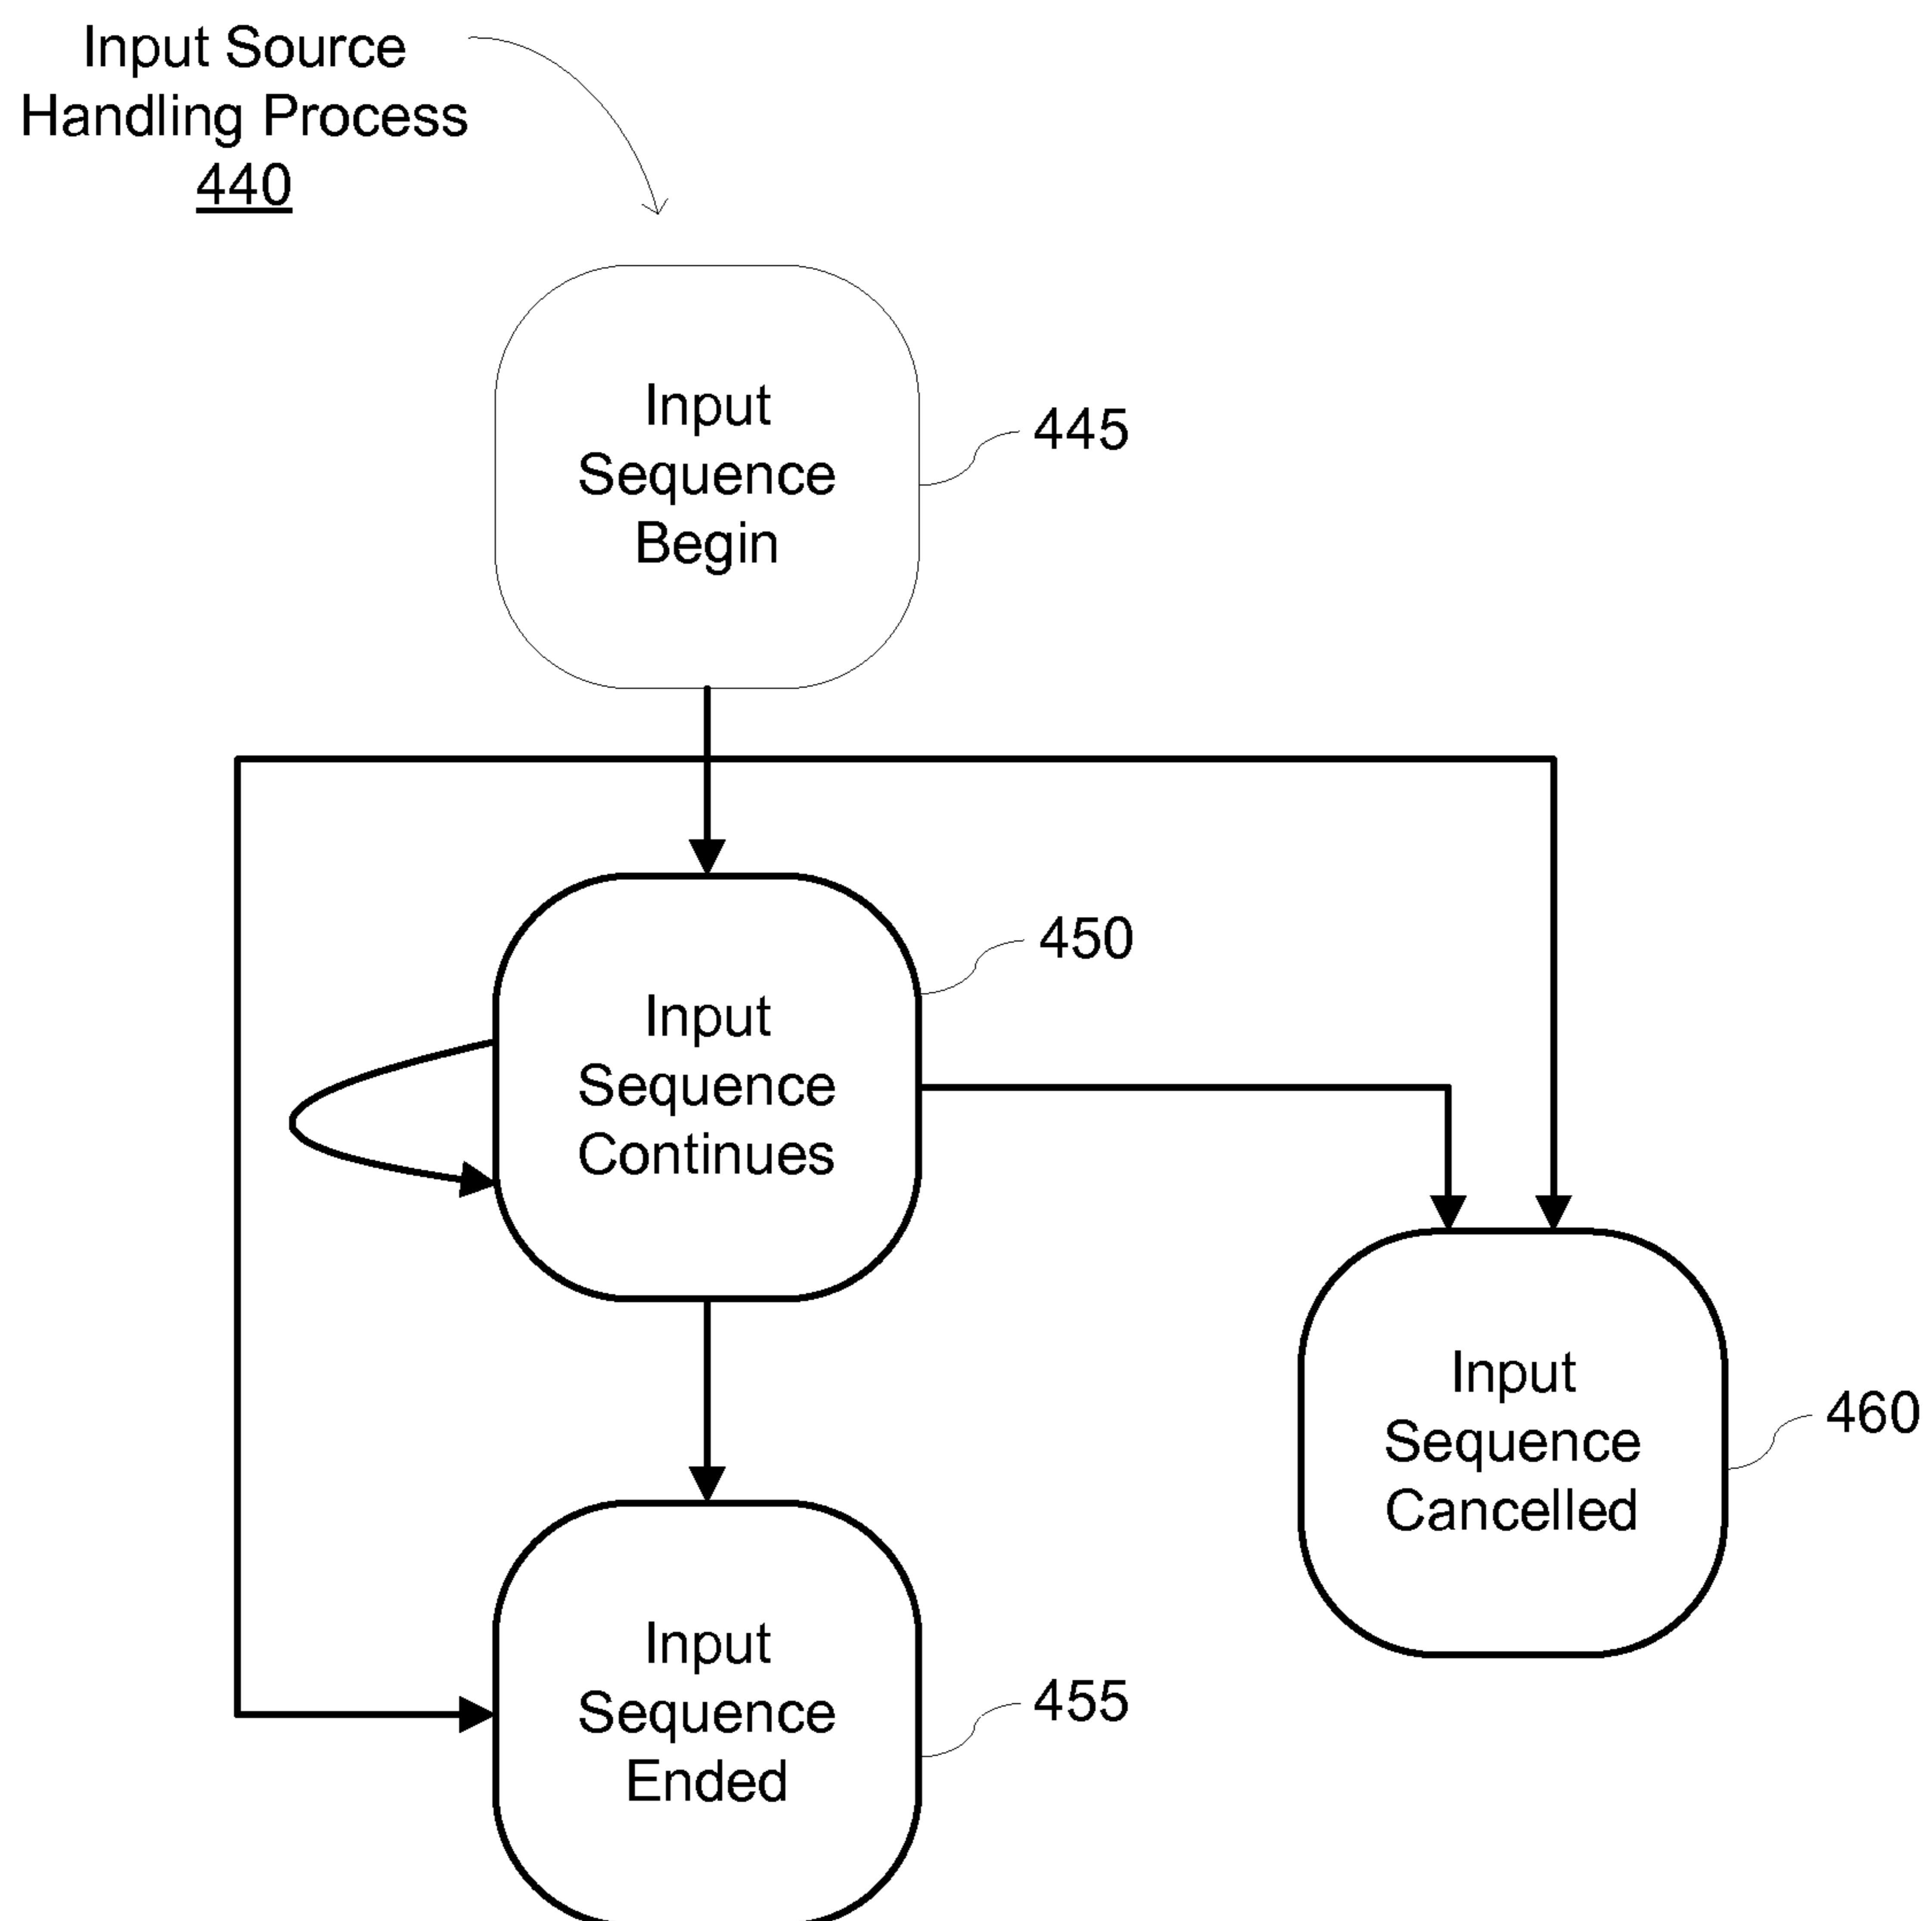 Input Source
Handling Process
440
Input
Sequence
Begin
445
450
Input
Sequence
Continues
Input
Sequence
Cancelled
460
Input
Sequence
Ended
455